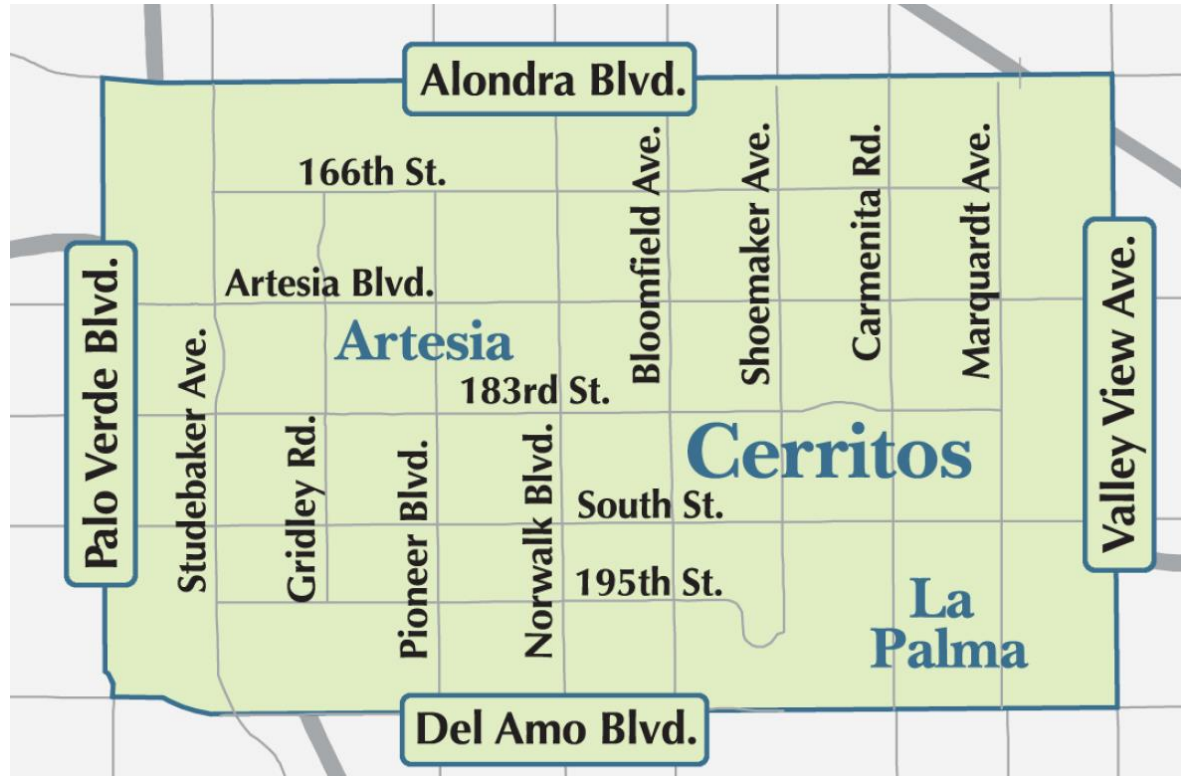 Alondra Blvd.
166th St.
Bloomfield Ave.
Shoemaker Ave.
Carmenita Rd.
Marquardt Ave.
Palo Verde Blvd.
Artesia Blvd.
Artesia
Valley View Ave.
Studebaker Ave.
183rd St.
Gridley Rd.
Pioneer Blvd.
Norwalk Blvd.
Cerritos
South St.
195th St.
La
Palma
Del Amo Blvd.